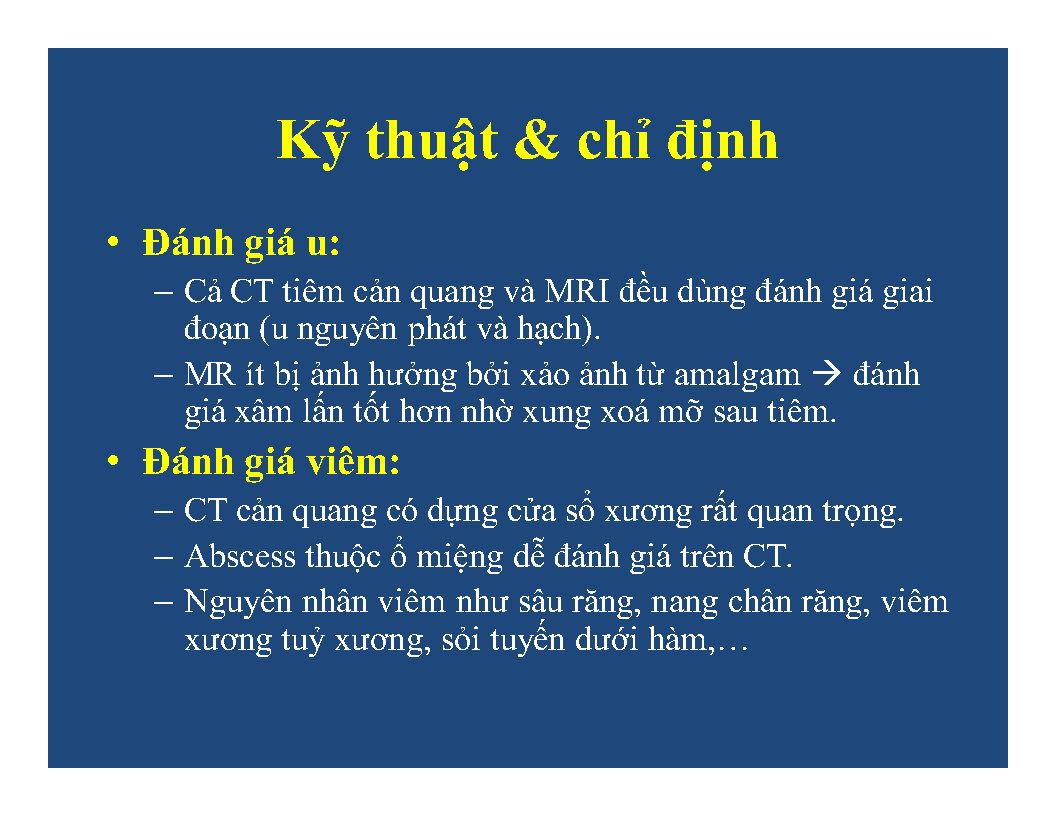 Kỹ thuật & chỉ định
• Đánh giá u:
– Cả CT tiêm cản quang và MRI đều dùng đánh giá giai
đoạn (u nguyên phát và hạch).
– MR ít bị ảnh hưởng bởi xảo ảnh từ amalgam → đánh
giá xâm lấn tốt hơn nhờ xung xoá mỡ sau tiêm.
• Đánh giá viêm:
– CT cản quang có dựng cửa sổ xương rất quan trọng.
– Abscess thuộc ổ miệng dễ đánh giá trên CT.
– Nguyên nhân viêm như sâu răng, nang chân răng, viêm
xương tuỷ xương, sỏi tuyến dưới hàm,…